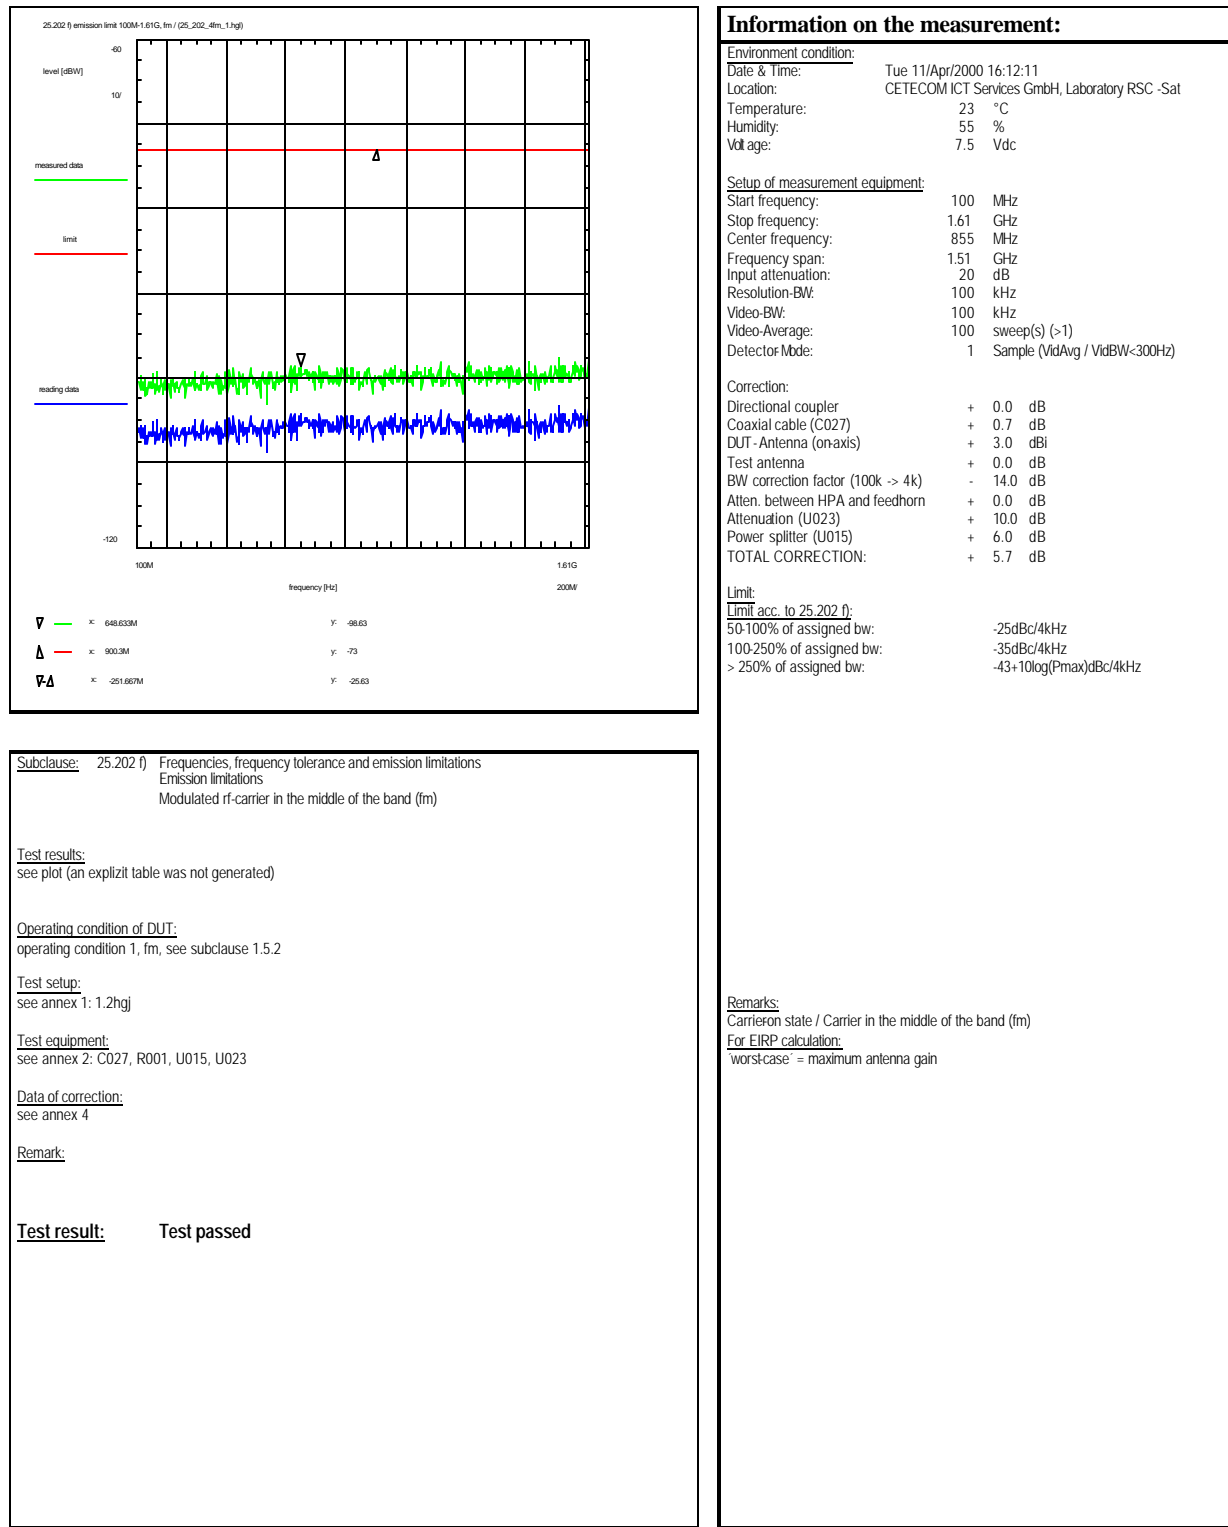 25.202 f) emission limit 100M-1.61G, fm / (25_202_4fm_1.hgl)
-60
level [dBW]
10/
measured data
limit
reading data
-120
100M
1.61G
frequency [Hz]
200M/
x: 648.633M y: -98.63
x: 900.3M y: -73
x: -251.667M y: -25.63
Subclause: 25.202 f) Frequencies, frequency tolerance and emission limitations
Emission limitations
Modulated rf-carrier in the middle of the band (fm)
Test results:
see plot (an explizit table was not generated)
Operating condition of DUT:
operating condition 1, fm, see subclause 1.5.2
Test setup:
see annex 1: 1.2hgj
Test equipment:
see annex 2: C027, R001, U015, U023
Data of correction:
see annex 4
Remark:
Test result: Test passed
Information on the measurement:
Environment condition:
Date & Time: Tue 11/Apr/2000 16:12:11
Location: CETECOM ICT Services GmbH, Laboratory RSC -Sat
Temperature: 23 °C
Humidity: 55 %
Voltage: 7.5 Vdc
Setup of measurement equipment:
Start frequency: 100 MHz
Stop frequency: 1.61 GHz
Center frequency: 855 MHz
Frequency span: 1.51 GHz
Input attenuation: 20 dB
Resolution-BW: 100 kHz
Video-BW: 100 kHz
Video-Average: 100 sweep(s) (>1)
Detector-Mode: 1 Sample (VidAvg / VidBW<300Hz)
Correction:
Directional coupler + 0.0 dB
Coaxial cable (C027) + 0.7 dB
DUT-Antenna (on-axis) + 3.0 dBi
Test antenna + 0.0 dB
BW correction factor (100k -> 4k) - 14.0 dB
Atten. between HPA and feedhorn + 0.0 dB
Attenuation (U023) + 10.0 dB
Power splitter (U015) + 6.0 dB
TOTAL CORRECTION: + 5.7 dB
Limit:
Limit acc. to 25.202 f):
50-100% of assigned bw: -25dBc/4kHz
100-250% of assigned bw: -35dBc/4kHz
> 250% of assigned bw: -43+10log(Pmax)dBc/4kHz
Remarks:
Carrier-on state / Carrier in the middle of the band (fm)
For EIRP calculation:
´worst-case´ = maximum antenna gain